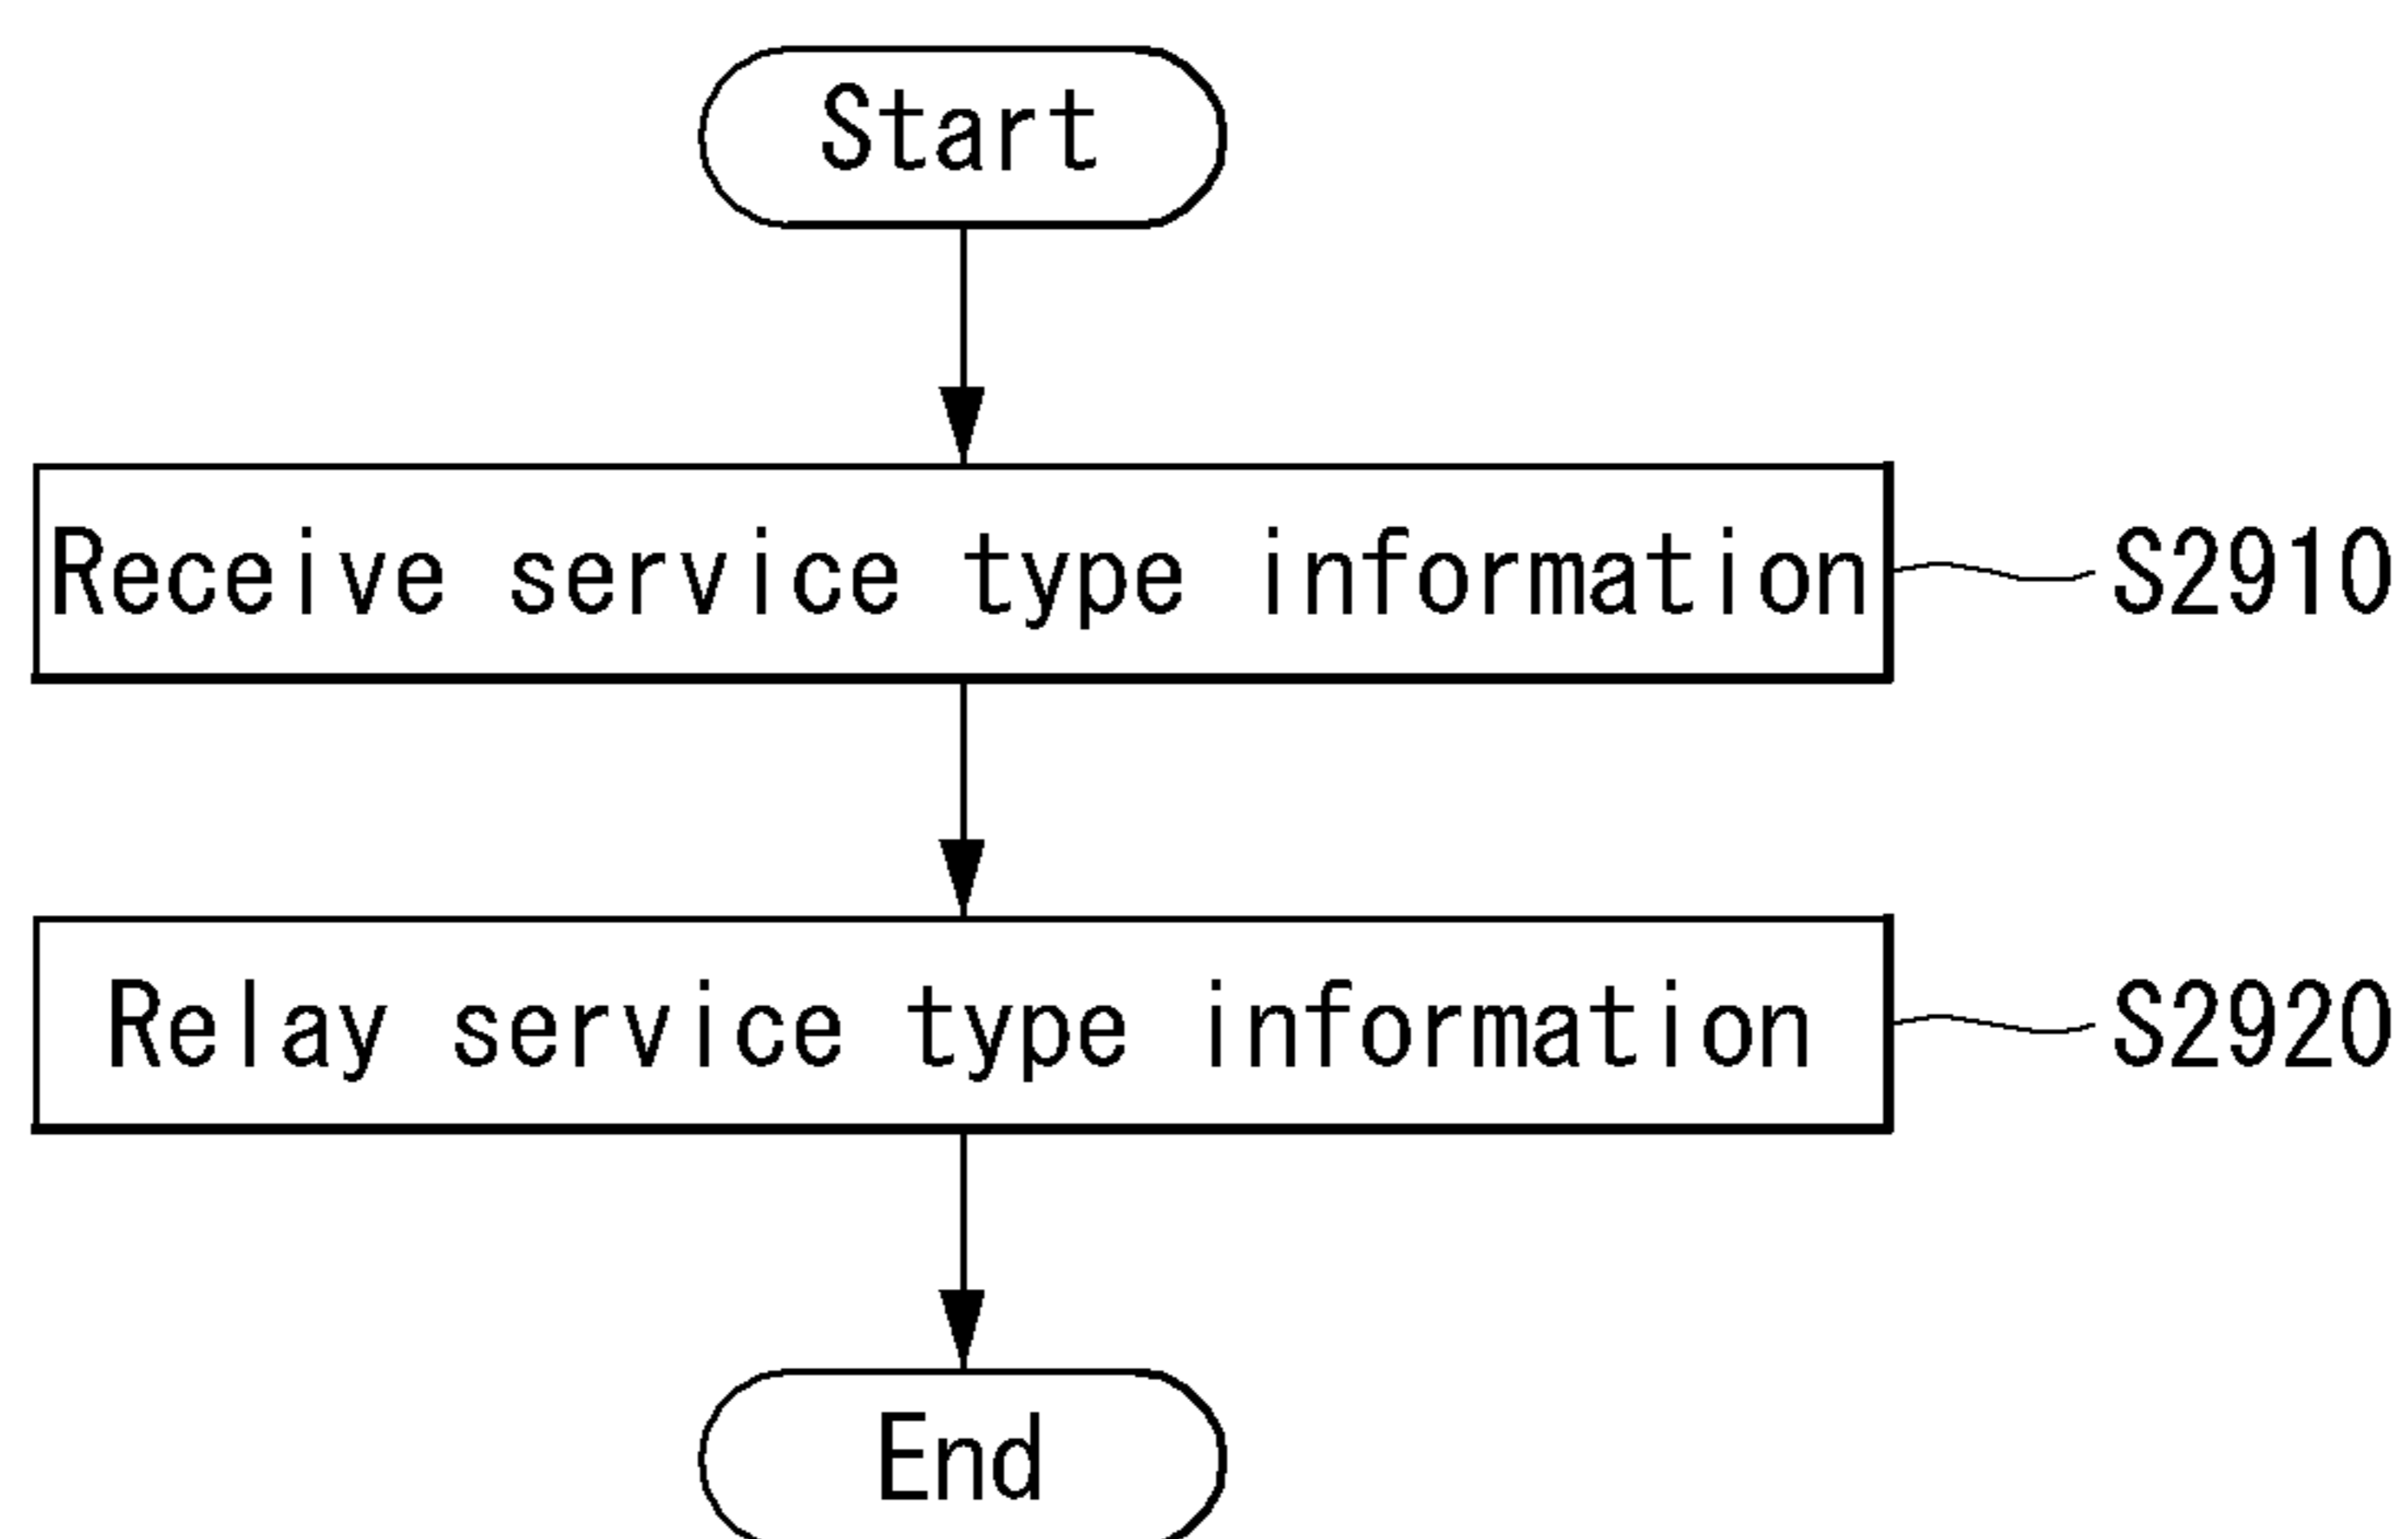 Start
Receive service type information
S2910
Relay service type information
S2920
End